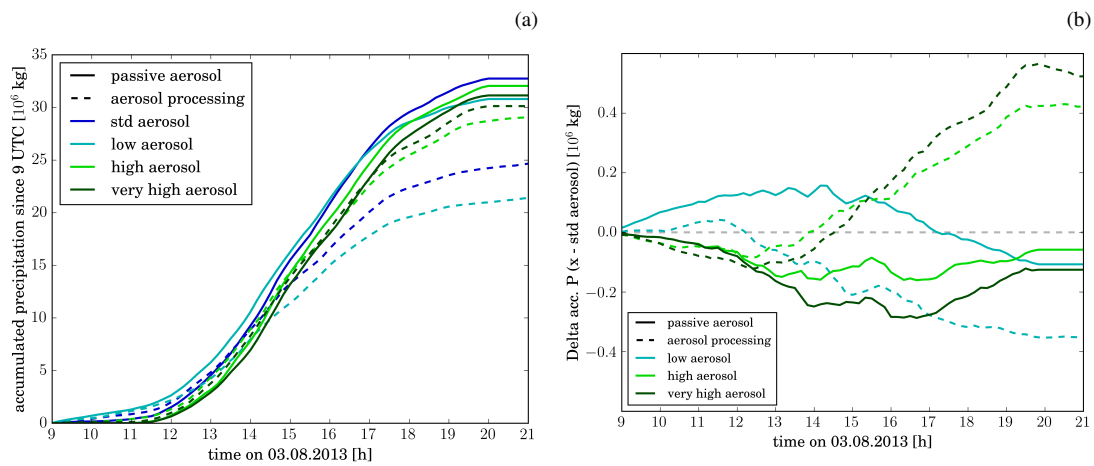 (a)
35
30
25
20
15
10
5
0
accumulated precipitation since 9 UTC [10⁶ kg]
passive aerosol
aerosol processing
std aerosol
low aerosol
high aerosol
very high aerosol
9 10 11 12 13 14 15 16 17 18 19 20 21
time on 03.08.2013 [h]
(b)
0.4
0.2
0.0
−0.2
−0.4
Delta acc. P (x - std aerosol) [10⁶ kg]
passive aerosol
aerosol processing
low aerosol
high aerosol
very high aerosol
9 10 11 12 13 14 15 16 17 18 19 20 21
time on 03.08.2013 [h]